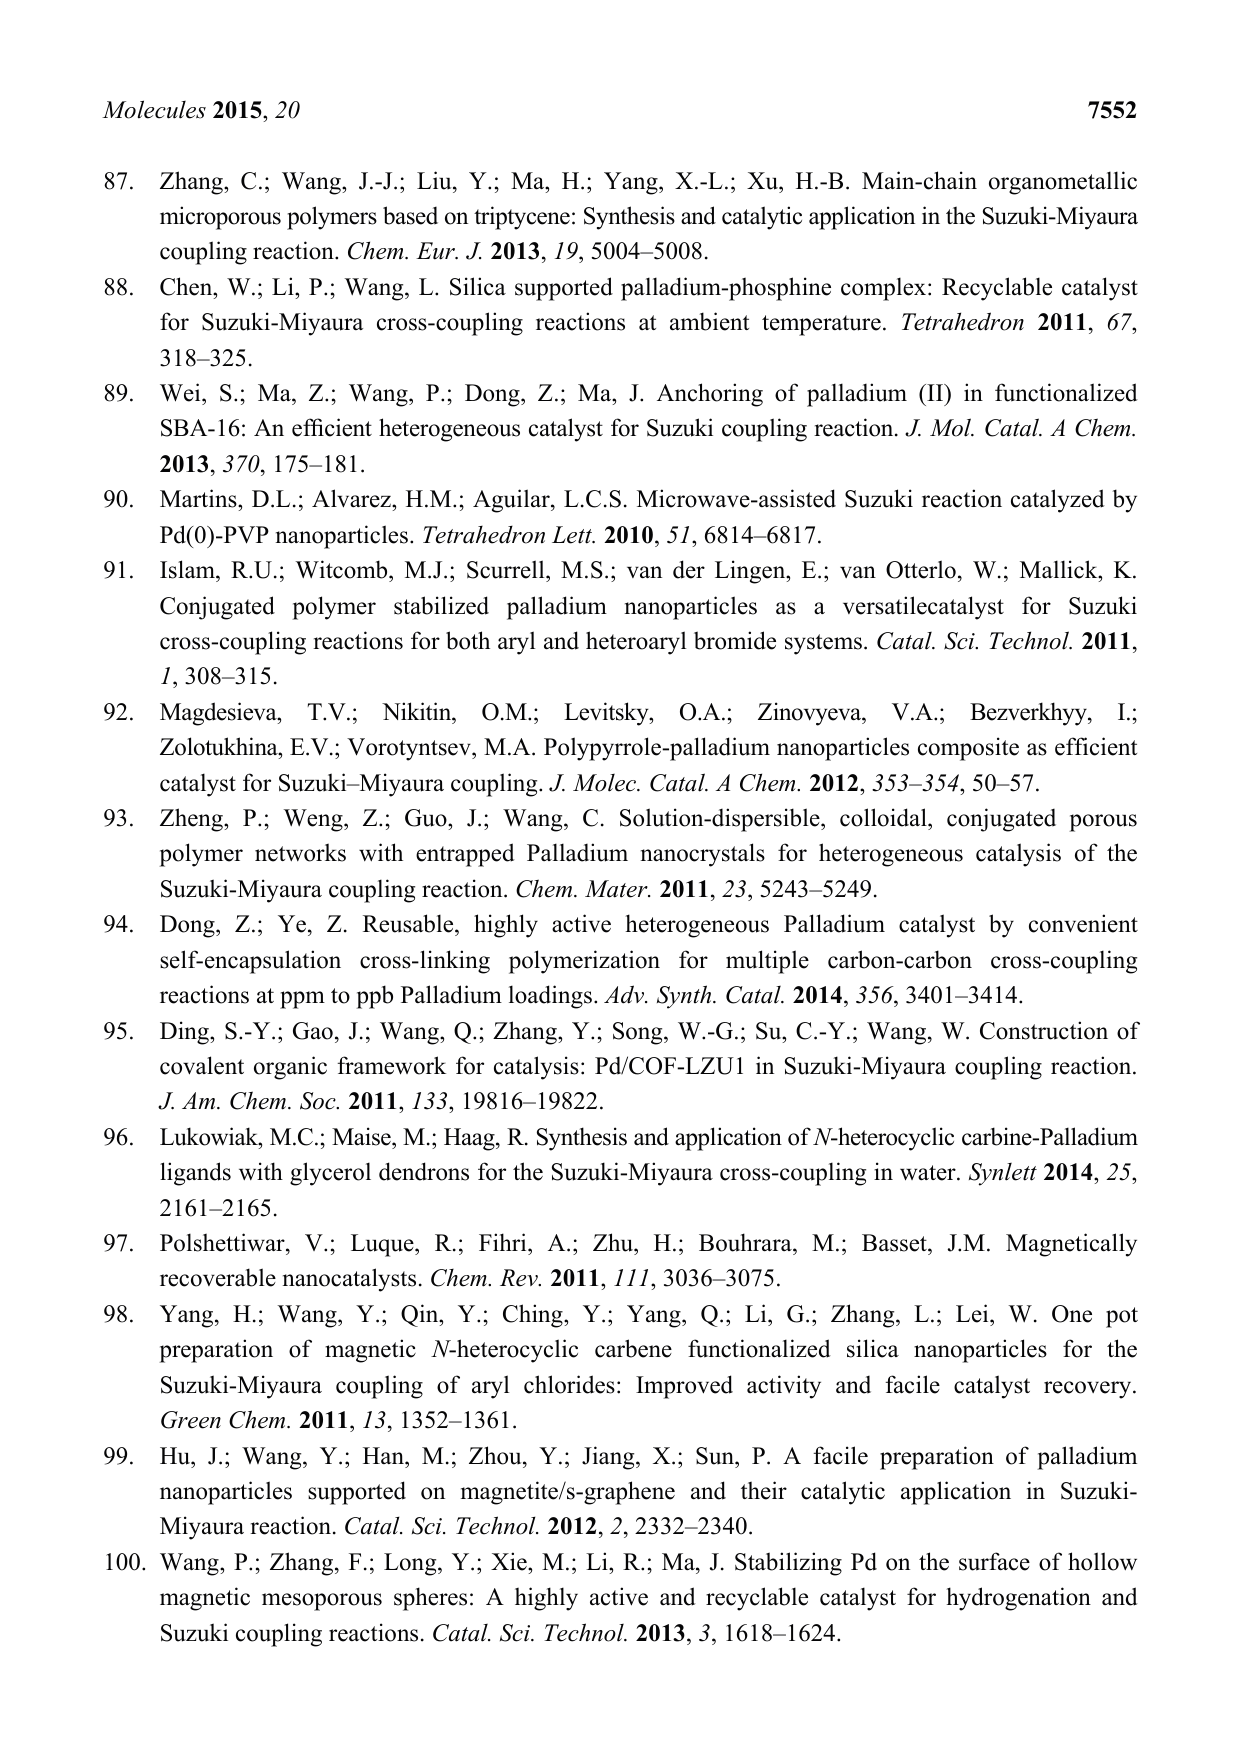 Molecules 2015, 20 7552
87. Zhang, C.; Wang, J.-J.; Liu, Y.; Ma, H.; Yang, X.-L.; Xu, H.-B. Main-chain organometallic
microporous polymers based on triptycene: Synthesis and catalytic application in the Suzuki-Miyaura
coupling reaction. Chem. Eur. J. 2013, 19, 5004–5008.
88. Chen, W.; Li, P.; Wang, L. Silica supported palladium-phosphine complex: Recyclable catalyst
for Suzuki-Miyaura cross-coupling reactions at ambient temperature. Tetrahedron 2011, 67,
318–325.
89. Wei, S.; Ma, Z.; Wang, P.; Dong, Z.; Ma, J. Anchoring of palladium (II) in functionalized
SBA-16: An efficient heterogeneous catalyst for Suzuki coupling reaction. J. Mol. Catal. A Chem.
2013, 370, 175–181.
90. Martins, D.L.; Alvarez, H.M.; Aguilar, L.C.S. Microwave-assisted Suzuki reaction catalyzed by
Pd(0)-PVP nanoparticles. Tetrahedron Lett. 2010, 51, 6814–6817.
91. Islam, R.U.; Witcomb, M.J.; Scurrell, M.S.; van der Lingen, E.; van Otterlo, W.; Mallick, K.
Conjugated polymer stabilized palladium nanoparticles as a versatilecatalyst for Suzuki
cross-coupling reactions for both aryl and heteroaryl bromide systems. Catal. Sci. Technol. 2011,
1, 308–315.
92. Magdesieva, T.V.; Nikitin, O.M.; Levitsky, O.A.; Zinovyeva, V.A.; Bezverkhyy, I.;
Zolotukhina, E.V.; Vorotyntsev, M.A. Polypyrrole-palladium nanoparticles composite as efficient
catalyst for Suzuki–Miyaura coupling. J. Molec. Catal. A Chem. 2012, 353–354, 50–57.
93. Zheng, P.; Weng, Z.; Guo, J.; Wang, C. Solution-dispersible, colloidal, conjugated porous
polymer networks with entrapped Palladium nanocrystals for heterogeneous catalysis of the
Suzuki-Miyaura coupling reaction. Chem. Mater. 2011, 23, 5243–5249.
94. Dong, Z.; Ye, Z. Reusable, highly active heterogeneous Palladium catalyst by convenient
self-encapsulation cross-linking polymerization for multiple carbon-carbon cross-coupling
reactions at ppm to ppb Palladium loadings. Adv. Synth. Catal. 2014, 356, 3401–3414.
95. Ding, S.-Y.; Gao, J.; Wang, Q.; Zhang, Y.; Song, W.-G.; Su, C.-Y.; Wang, W. Construction of
covalent organic framework for catalysis: Pd/COF-LZU1 in Suzuki-Miyaura coupling reaction.
J. Am. Chem. Soc. 2011, 133, 19816–19822.
96. Lukowiak, M.C.; Maise, M.; Haag, R. Synthesis and application of N-heterocyclic carbine-Palladium
ligands with glycerol dendrons for the Suzuki-Miyaura cross-coupling in water. Synlett 2014, 25,
2161–2165.
97. Polshettiwar, V.; Luque, R.; Fihri, A.; Zhu, H.; Bouhrara, M.; Basset, J.M. Magnetically
recoverable nanocatalysts. Chem. Rev. 2011, 111, 3036–3075.
98. Yang, H.; Wang, Y.; Qin, Y.; Ching, Y.; Yang, Q.; Li, G.; Zhang, L.; Lei, W. One pot
preparation of magnetic N-heterocyclic carbene functionalized silica nanoparticles for the
Suzuki-Miyaura coupling of aryl chlorides: Improved activity and facile catalyst recovery.
Green Chem. 2011, 13, 1352–1361.
99. Hu, J.; Wang, Y.; Han, M.; Zhou, Y.; Jiang, X.; Sun, P. A facile preparation of palladium
nanoparticles supported on magnetite/s-graphene and their catalytic application in Suzuki-
Miyaura reaction. Catal. Sci. Technol. 2012, 2, 2332–2340.
100. Wang, P.; Zhang, F.; Long, Y.; Xie, M.; Li, R.; Ma, J. Stabilizing Pd on the surface of hollow
magnetic mesoporous spheres: A highly active and recyclable catalyst for hydrogenation and
Suzuki coupling reactions. Catal. Sci. Technol. 2013, 3, 1618–1624.